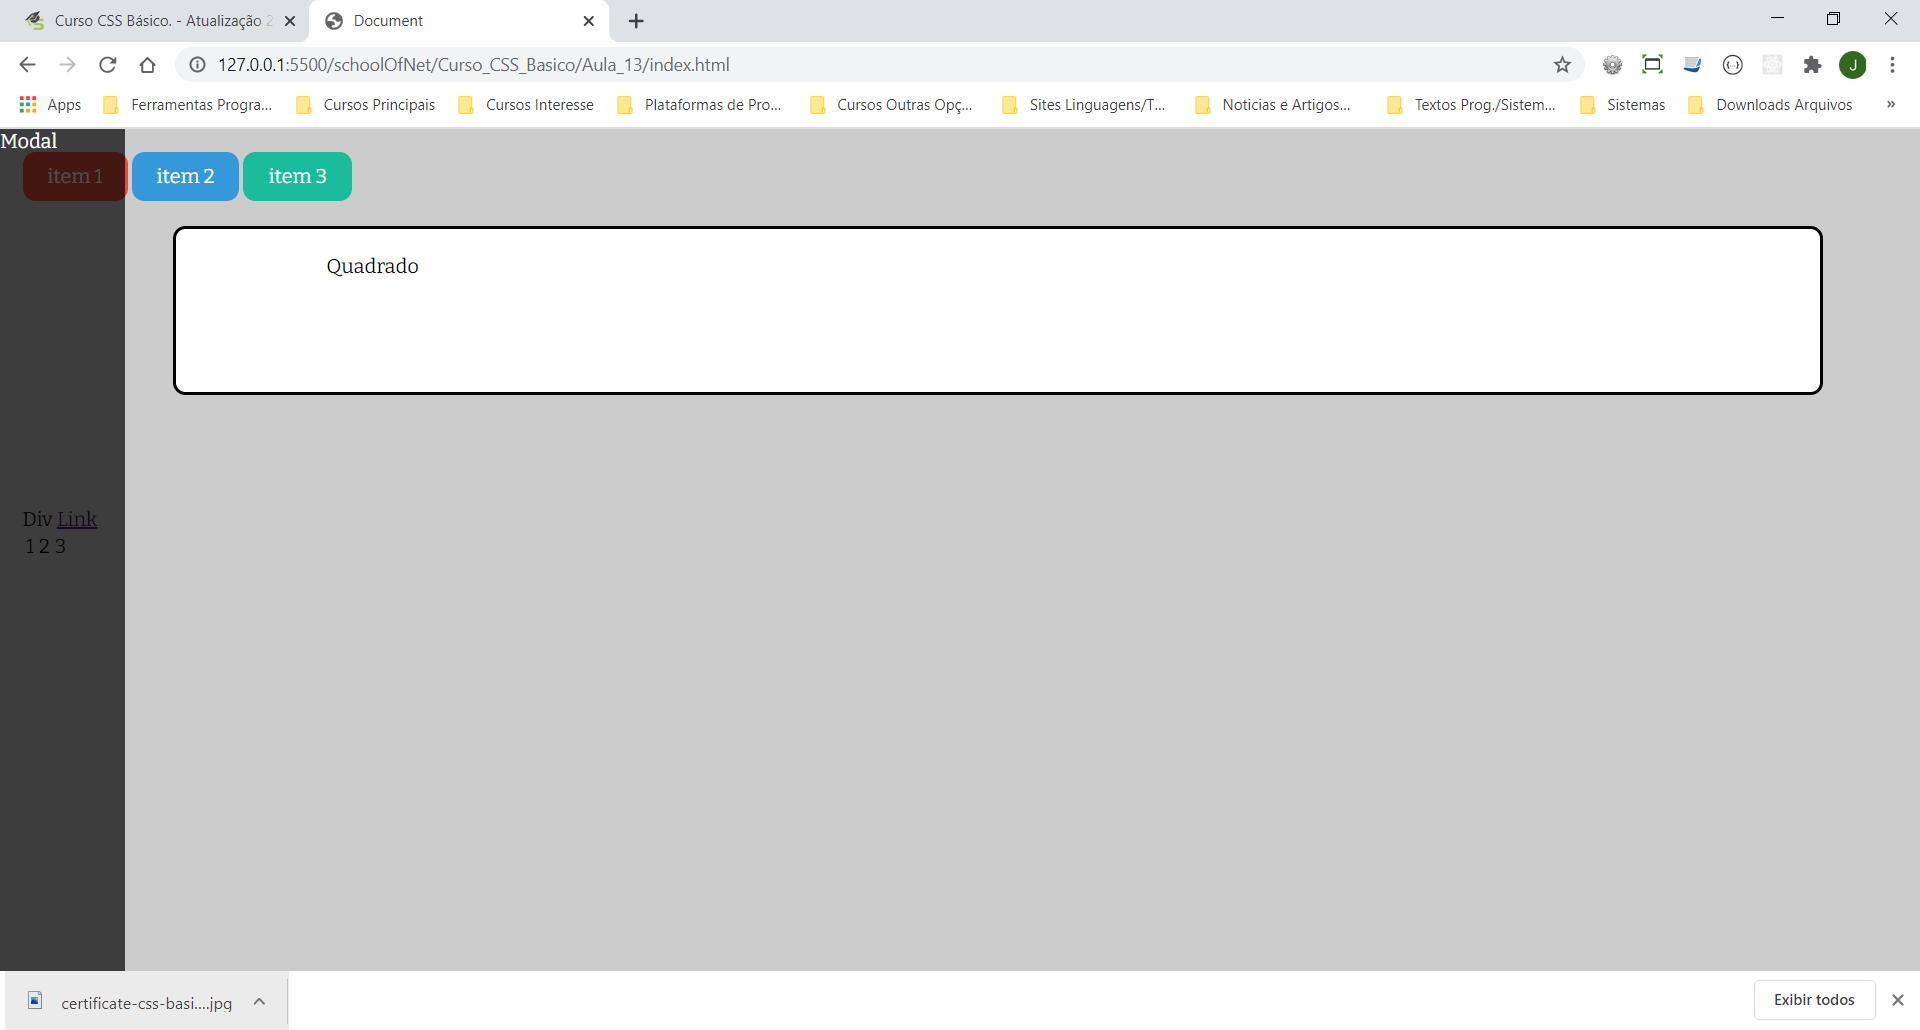 Curso CSS Básico. - Atualização 2
Document
127.0.0.1:5500/schoolOfNet/Curso_CSS_Basico/Aula_13/index.html
J
Apps
Ferramentas Progra...
Cursos Principais
Cursos Interesse
Plataformas de Pro...
Cursos Outras Opç...
Sites Linguagens/T...
Noticias e Artigos...
Textos Prog./Sistem...
Sistemas
Downloads Arquivos
»
Modal
item 1
item 2
item 3
Quadrado
Div Link
1 2 3
certificate-css-basi....jpg
Exibir todos